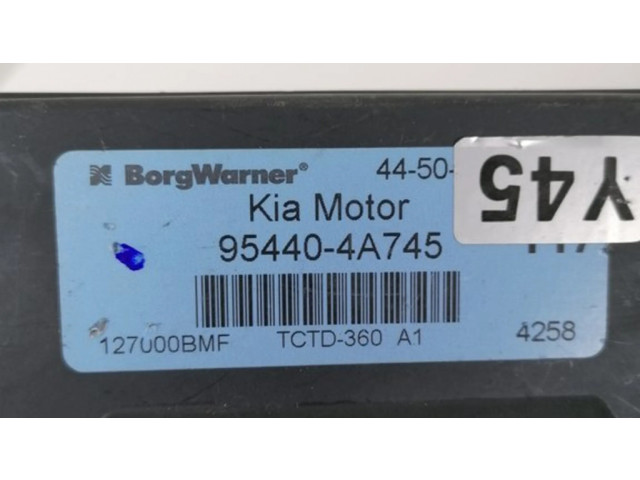 BorgWarner® 44-50-
Kia Motor
95440-4A745
127000BMF TCTD-360 A1 4258
Y45